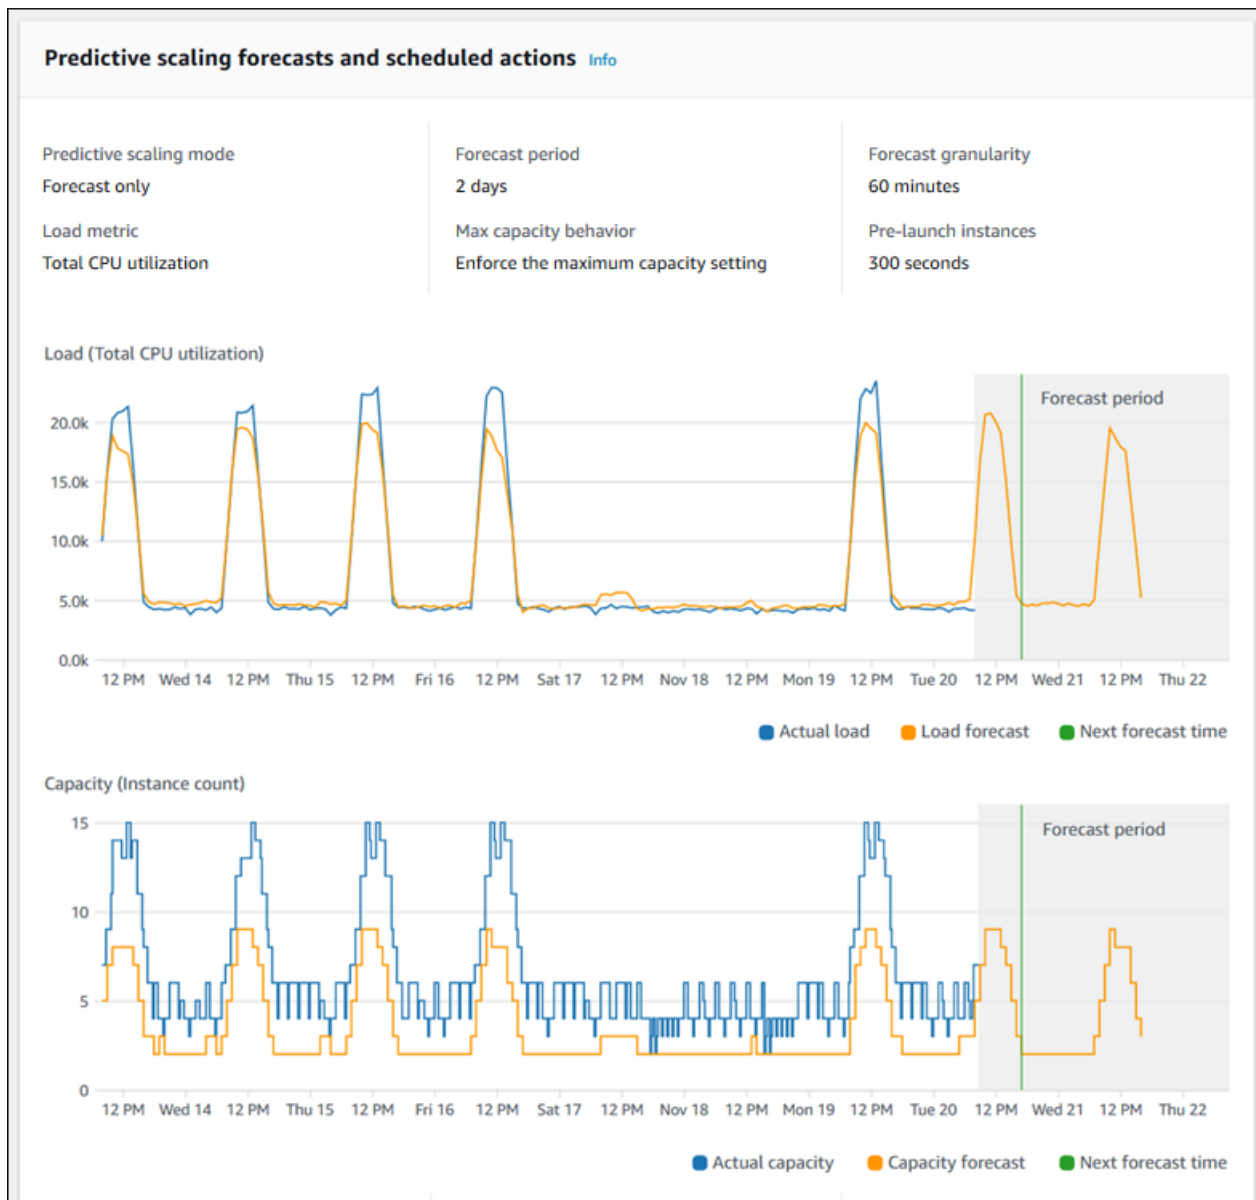 Predictive scaling forecasts and scheduled actions Info
Predictive scaling mode
Forecast only
Forecast period
2 days
Forecast granularity
60 minutes
Load metric
Total CPU utilization
Max capacity behavior
Enforce the maximum capacity setting
Pre-launch instances
300 seconds
Load (Total CPU utilization)
Forecast period
20.0k
15.0k
10.0k
5.0k
0.0k
12 PM Wed 14 12 PM Thu 15 12 PM Fri 16 12 PM Sat 17 12 PM Nov 18 12 PM Mon 19 12 PM Tue 20 12 PM Wed 21 12 PM Thu 22
Actual load Load forecast Next forecast time
Capacity (Instance count)
15
Forecast period
10
5
0
12 PM Wed 14 12 PM Thu 15 12 PM Fri 16 12 PM Sat 17 12 PM Nov 18 12 PM Mon 19 12 PM Tue 20 12 PM Wed 21 12 PM Thu 22
Actual capacity Capacity forecast Next forecast time